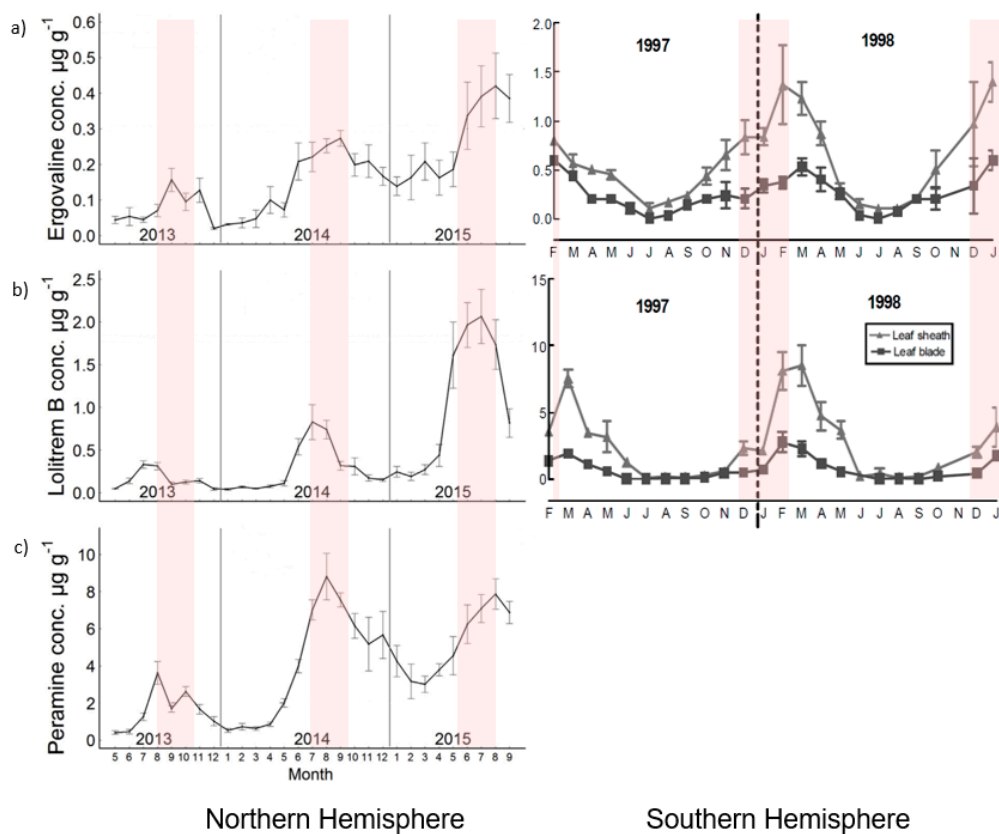 a)
Ergovaline conc. µg g⁻¹
0.6
0.5
0.4
0.3
0.2
0.1
0.0
2013
2014
2015
2.0
1.5
1.0
0.5
0.0
1997
1998
F M A M J J A S O N D J F M A M J J A S O N D J
b)
Lolitrem B conc. µg g⁻¹
2.5
2.0
1.5
1.0
0.5
0.0
2013
2014
2015
15
10
5
0
1997
1998
Leaf sheath
Leaf blade
F M A M J J A S O N D J F M A M J J A S O N D J
c)
Peramine conc. µg g⁻¹
10
8
6
4
2
0
2013
2014
2015
5 6 7 8 9 10 11 12 1 2 3 4 5 6 7 8 9 10 11 12 1 2 3 4 5 6 7 8 9
Month
Northern Hemisphere
Southern Hemisphere